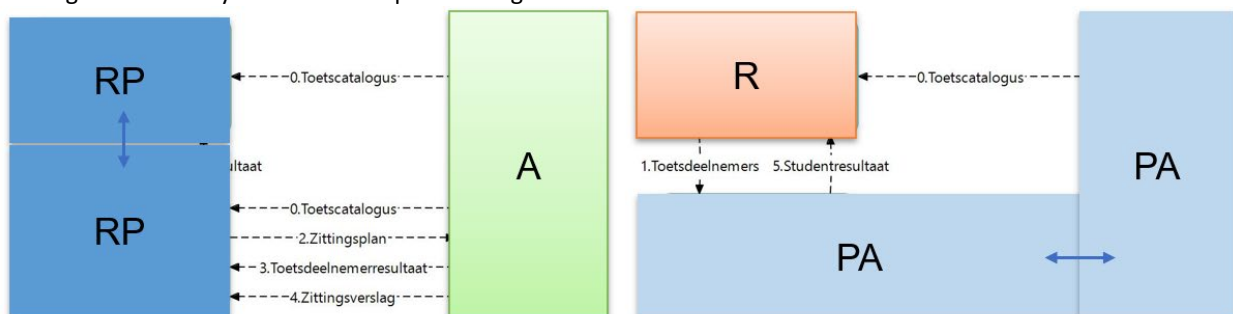 RP
0.Toetscatalogus
ultaat
RP
0.Toetscatalogus
2.Zittingsplan
3.Toetsdeelnemerresultaat
4.Zittingsverslag
A
R
0.Toetscatalogus
1.Toetsdeelnemers
5.Studentresultaat
PA
PA